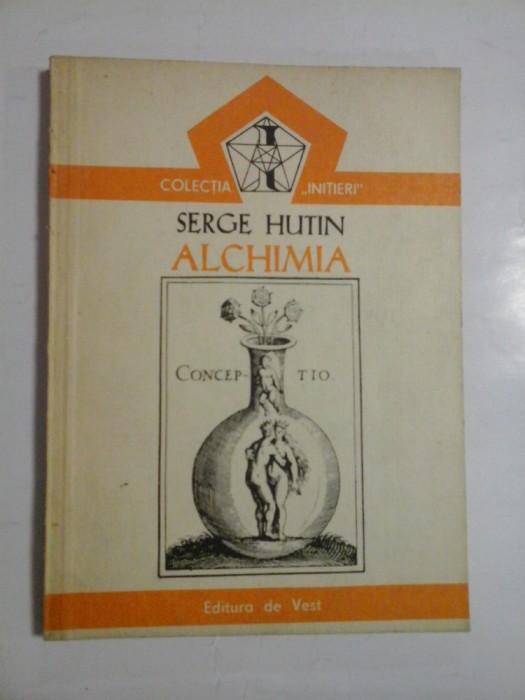 COLECȚIA „INIȚIERI"
SERGE HUTIN
ALCHIMIA
CONCEP- TIO.
Editura de Vest